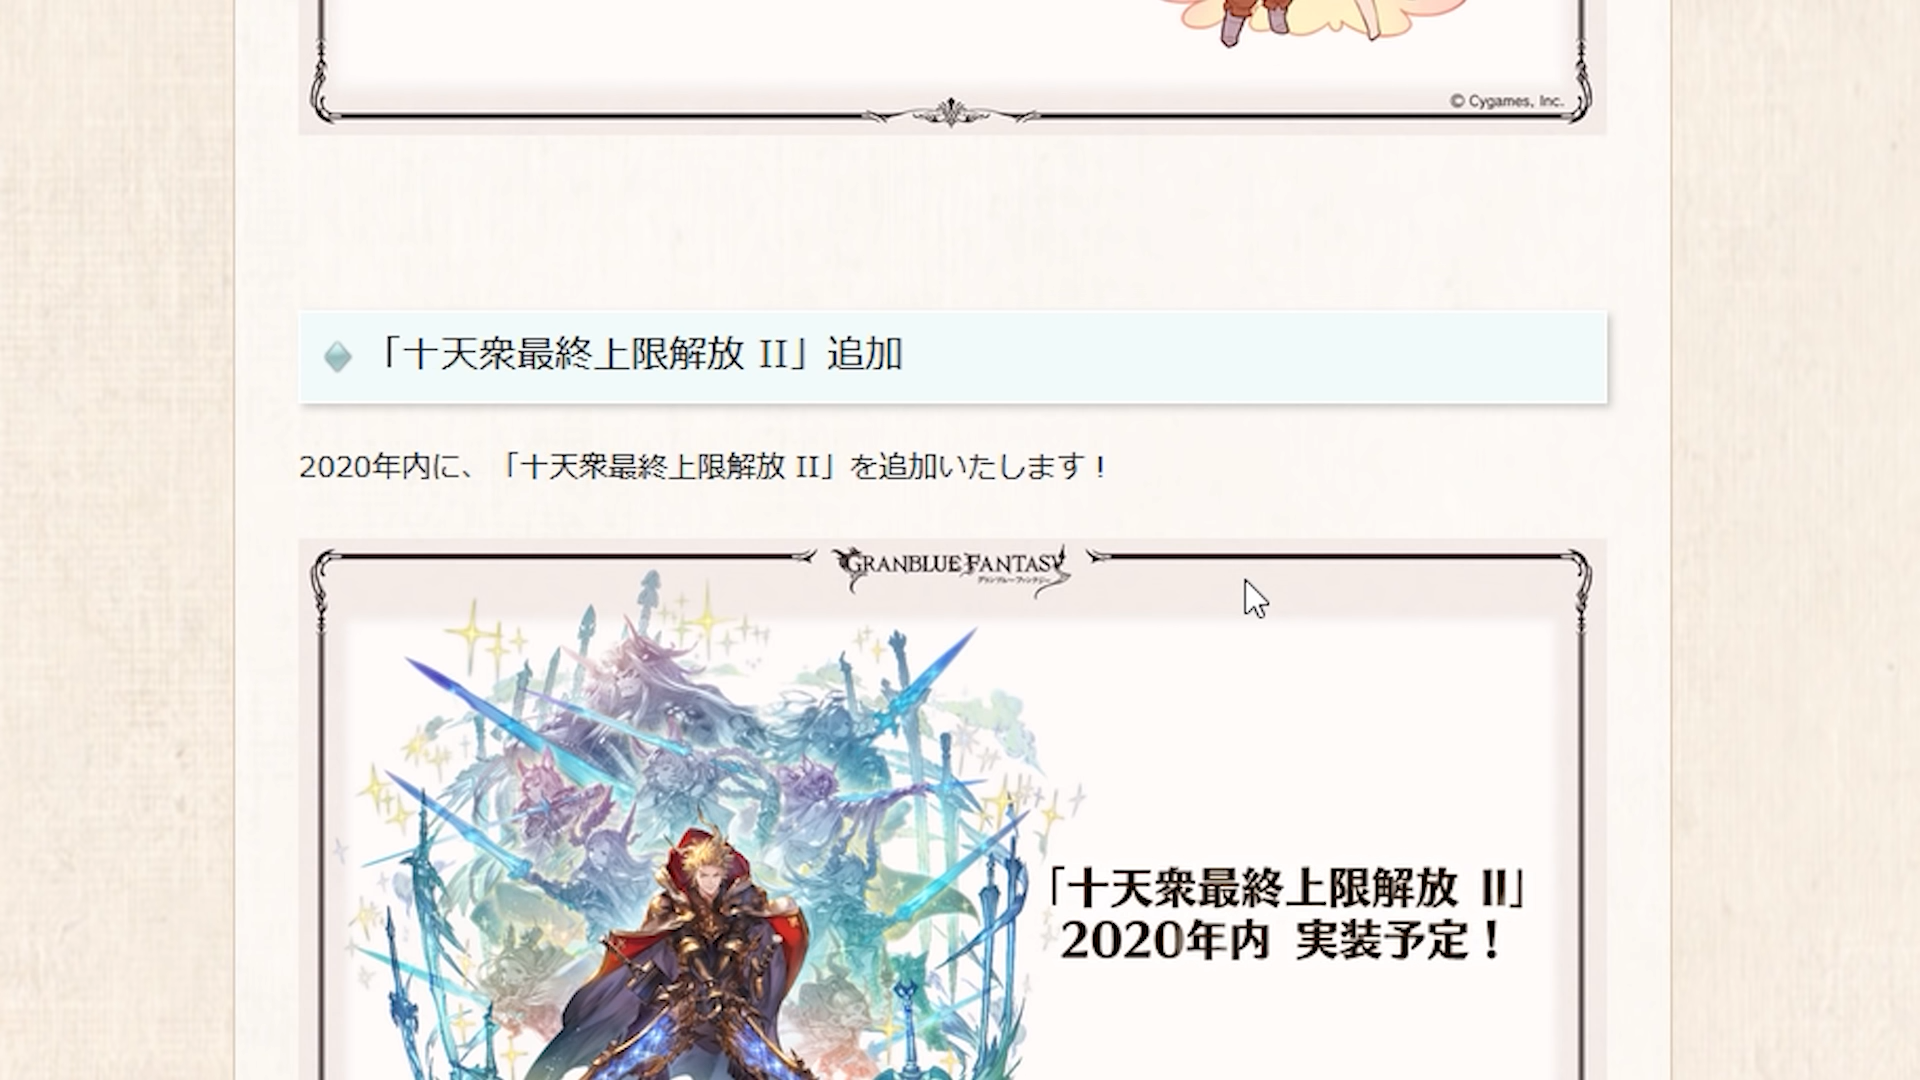 © Cygames, Inc.
「十天衆最終上限解放 II」追加
2020年内に、「十天衆最終上限解放 II」を追加いたします！
GRANBLUE FANTASY
グランブルーファンタジー
「十天衆最終上限解放 II」
2020年内 実装予定！